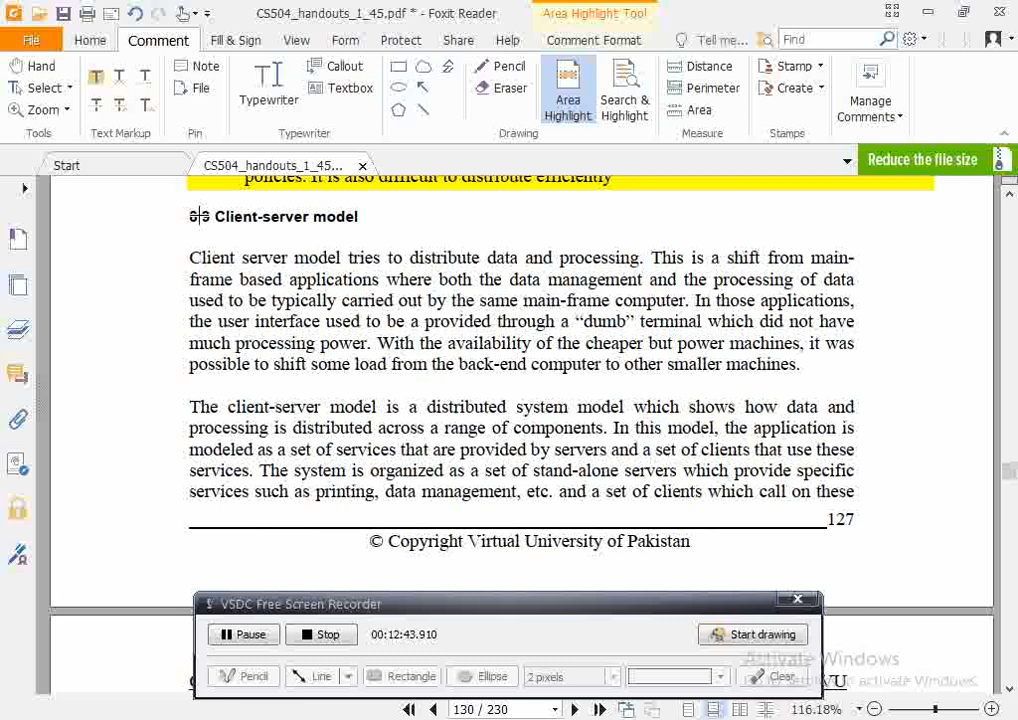 CS504_handouts_1_45.pdf * - Foxit Reader
Area Highlight Tool
File Home Comment Fill & Sign View Form Protect Share Help Comment Format Tell me... Find
Hand Note Callout Pencil Distance Stamp
Select File Typewriter Textbox Eraser Area Highlight Search & Highlight Perimeter Create Manage Comments
Zoom Area
Tools Text Markup Pin Typewriter Drawing Measure Stamps
Start CS504_handouts_1_45... Reduce the file size
policies. It is also difficult to distribute efficiently
Client-server model
Client server model tries to distribute data and processing. This is a shift from main-
frame based applications where both the data management and the processing of data
used to be typically carried out by the same main-frame computer. In those applications,
the user interface used to be a provided through a “dumb” terminal which did not have
much processing power. With the availability of the cheaper but power machines, it was
possible to shift some load from the back-end computer to other smaller machines.
The client-server model is a distributed system model which shows how data and
processing is distributed across a range of components. In this model, the application is
modeled as a set of services that are provided by servers and a set of clients that use these
services. The system is organized as a set of stand-alone servers which provide specific
services such as printing, data management, etc. and a set of clients which call on these
127
© Copyright Virtual University of Pakistan
VSDC Free Screen Recorder
Pause Stop 00:12:43.910 Start drawing
Activate Windows
Pencil Line Rectangle Ellipse 2 pixels Clear
to activate Windows.
VU
130 / 230 116.18%